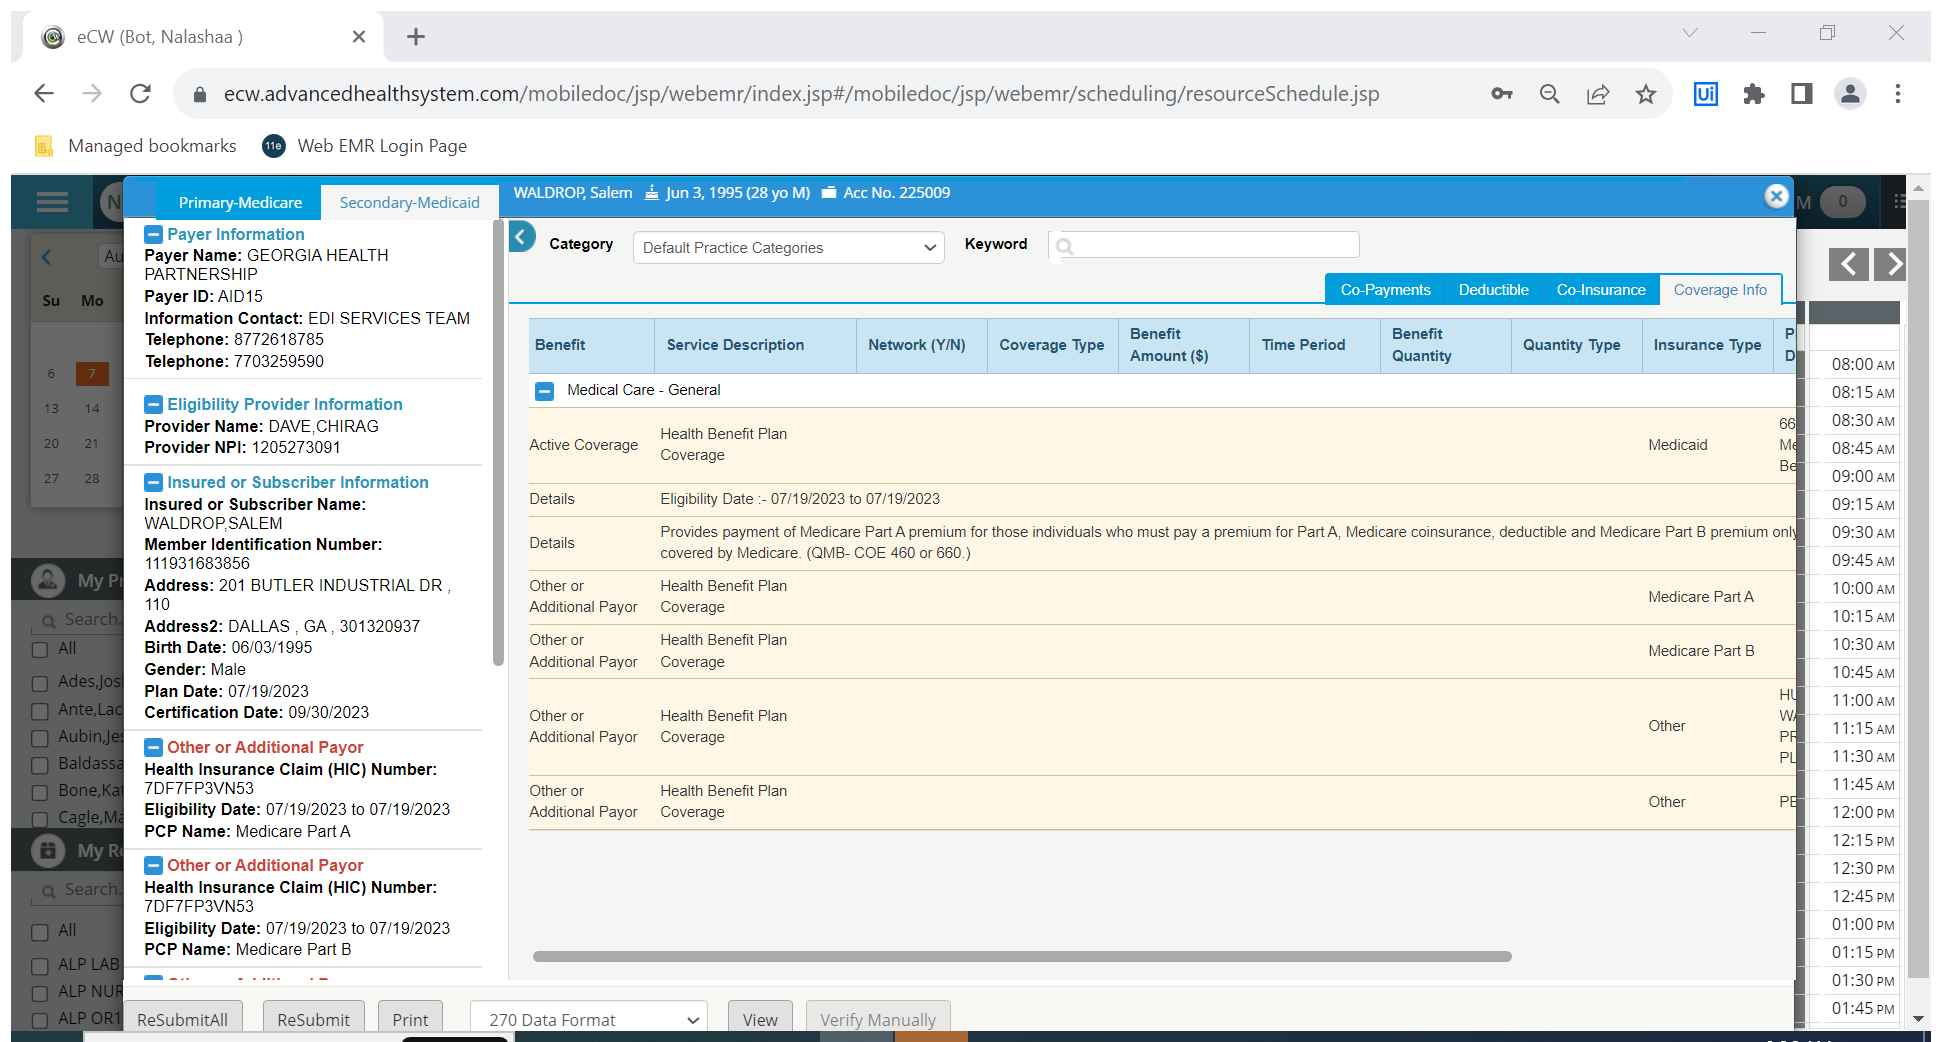 eCW (Bot, Nalashaa )
ecw.advancedhealthsystem.com/mobiledoc/jsp/webemr/index.jsp#/mobiledoc/jsp/webemr/scheduling/resourceSchedule.jsp
Managed bookmarks
11e
Web EMR Login Page
Primary-Medicare
Secondary-Medicaid
WALDROP, Salem Jun 3, 1995 (28 yo M) Acc No. 225009
N
M
0
Payer Information
Payer Name: GEORGIA HEALTH
PARTNERSHIP
Payer ID: AID15
Information Contact: EDI SERVICES TEAM
Telephone: 8772618785
Telephone: 7703259590
Eligibility Provider Information
Provider Name: DAVE,CHIRAG
Provider NPI: 1205273091
Insured or Subscriber Information
Insured or Subscriber Name:
WALDROP,SALEM
Member Identification Number:
111931683856
Address: 201 BUTLER INDUSTRIAL DR ,
110
Address2: DALLAS , GA , 301320937
Birth Date: 06/03/1995
Gender: Male
Plan Date: 07/19/2023
Certification Date: 09/30/2023
Other or Additional Payor
Health Insurance Claim (HIC) Number:
7DF7FP3VN53
Eligibility Date: 07/19/2023 to 07/19/2023
PCP Name: Medicare Part A
Other or Additional Payor
Health Insurance Claim (HIC) Number:
7DF7FP3VN53
Eligibility Date: 07/19/2023 to 07/19/2023
PCP Name: Medicare Part B
Category
Default Practice Categories
Keyword
Co-Payments
Deductible
Co-Insurance
Coverage Info
Benefit
Service Description
Network (Y/N)
Coverage Type
Benefit
Amount ($)
Time Period
Benefit
Quantity
Quantity Type
Insurance Type
P
D
Medical Care - General
Active Coverage
Health Benefit Plan
Coverage
Medicaid
66
Me
Be
Details
Eligibility Date :- 07/19/2023 to 07/19/2023
Details
Provides payment of Medicare Part A premium for those individuals who must pay a premium for Part A, Medicare coinsurance, deductible and Medicare Part B premium only
covered by Medicare. (QMB- COE 460 or 660.)
Other or
Additional Payor
Health Benefit Plan
Coverage
Medicare Part A
Other or
Additional Payor
Health Benefit Plan
Coverage
Medicare Part B
Other or
Additional Payor
Health Benefit Plan
Coverage
Other
HU
WA
PR
PL
Other or
Additional Payor
Health Benefit Plan
Coverage
Other
PE
ReSubmitAll
ReSubmit
Print
270 Data Format
View
Verify Manually
Au
Su Mo
6 7
13 14
20 21
27 28
My Pr
Search.
All
Ades,Josi
Ante,Lac
Aubin,Jes
Baldassa
Bone,Kat
Cagle,Ma
My Re
Search.
All
ALP LAB
ALP NUR
ALP OR1
08:00 AM
08:15 AM
08:30 AM
08:45 AM
09:00 AM
09:15 AM
09:30 AM
09:45 AM
10:00 AM
10:15 AM
10:30 AM
10:45 AM
11:00 AM
11:15 AM
11:30 AM
11:45 AM
12:00 PM
12:15 PM
12:30 PM
12:45 PM
01:00 PM
01:15 PM
01:30 PM
01:45 PM